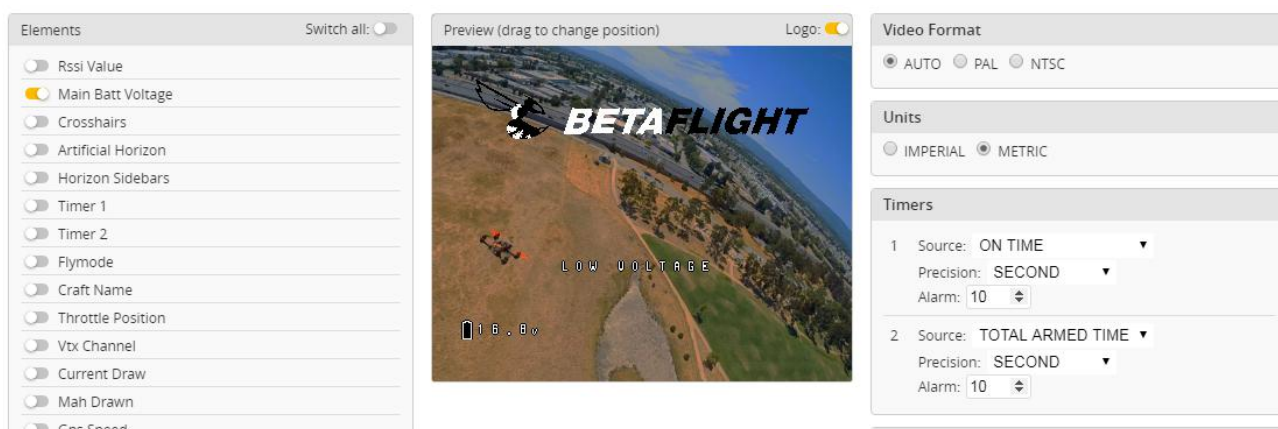 Elements Switch all:
Rssi Value
Main Batt Voltage
Crosshairs
Artificial Horizon
Horizon Sidebars
Timer 1
Timer 2
Flymode
Craft Name
Throttle Position
Vtx Channel
Current Draw
Mah Drawn
Gps Speed
Preview (drag to change position) Logo:
BETAFLIGHT
LOW VOLTAGE
16.8v
Video Format
AUTO PAL NTSC
Units
IMPERIAL METRIC
Timers
1 Source: ON TIME
Precision: SECOND
Alarm: 10
2 Source: TOTAL ARMED TIME
Precision: SECOND
Alarm: 10